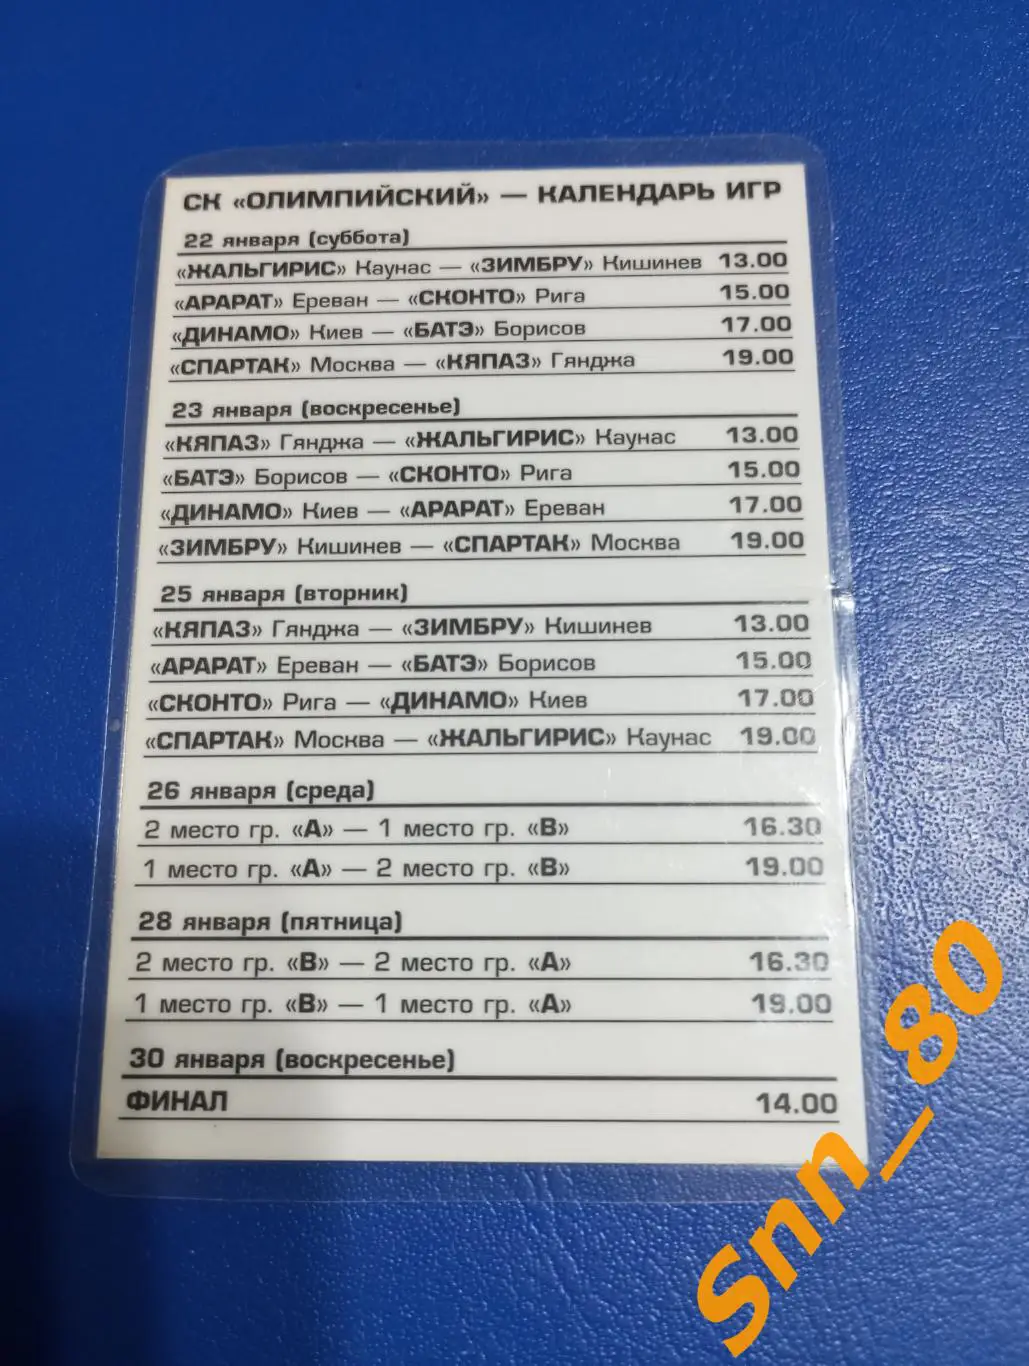 СК «ОЛИМПИЙСКИЙ» — КАЛЕНДАРЬ ИГР
22 января (суббота)
«ЖАЛЬГИРИС» Каунас — «ЗИМБРУ» Кишинев 13.00
«АРАРАТ» Ереван — «СКОНТО» Рига 15.00
«ДИНАМО» Киев — «БАТЭ» Борисов 17.00
«СПАРТАК» Москва — «КЯПАЗ» Гянджа 19.00
23 января (воскресенье)
«КЯПАЗ» Гянджа — «ЖАЛЬГИРИС» Каунас 13.00
«БАТЭ» Борисов — «СКОНТО» Рига 15.00
«ДИНАМО» Киев — «АРАРАТ» Ереван 17.00
«ЗИМБРУ» Кишинев — «СПАРТАК» Москва 19.00
25 января (вторник)
«КЯПАЗ» Гянджа — «ЗИМБРУ» Кишинев 13.00
«АРАРАТ» Ереван — «БАТЭ» Борисов 15.00
«СКОНТО» Рига — «ДИНАМО» Киев 17.00
«СПАРТАК» Москва — «ЖАЛЬГИРИС» Каунас 19.00
26 января (среда)
2 место гр. «А» — 1 место гр. «В» 16.30
1 место гр. «А» — 2 место гр. «В» 19.00
28 января (пятница)
2 место гр. «В» — 2 место гр. «А» 16.30
1 место гр. «В» — 1 место гр. «А» 19.00
30 января (воскресенье)
ФИНАЛ 14.00
Snn_80